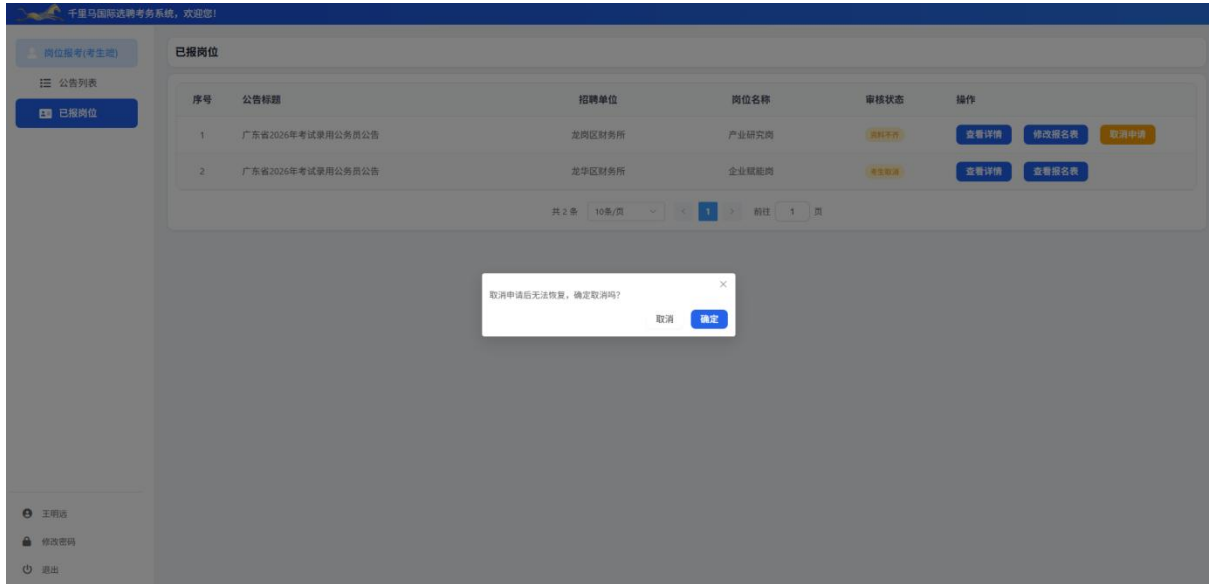 千里马国际选聘考务系统，欢迎您！
岗位报考(考生端)
公告列表
已报岗位
已报岗位
序号 公告标题 招聘单位 岗位名称 审核状态 操作
1 广东省2026年考试录用公务员公告 龙岗区财务所 产业研究岗 资料不符 查看详情 修改报名表 取消申请
2 广东省2026年考试录用公务员公告 龙华区财务所 企业赋能岗 考生取消 查看详情 查看报名表
共 2 条 10条/页 1 前往 1 页
取消申请后无法恢复，确定取消吗？
取消 确定
王明远
修改密码
退出